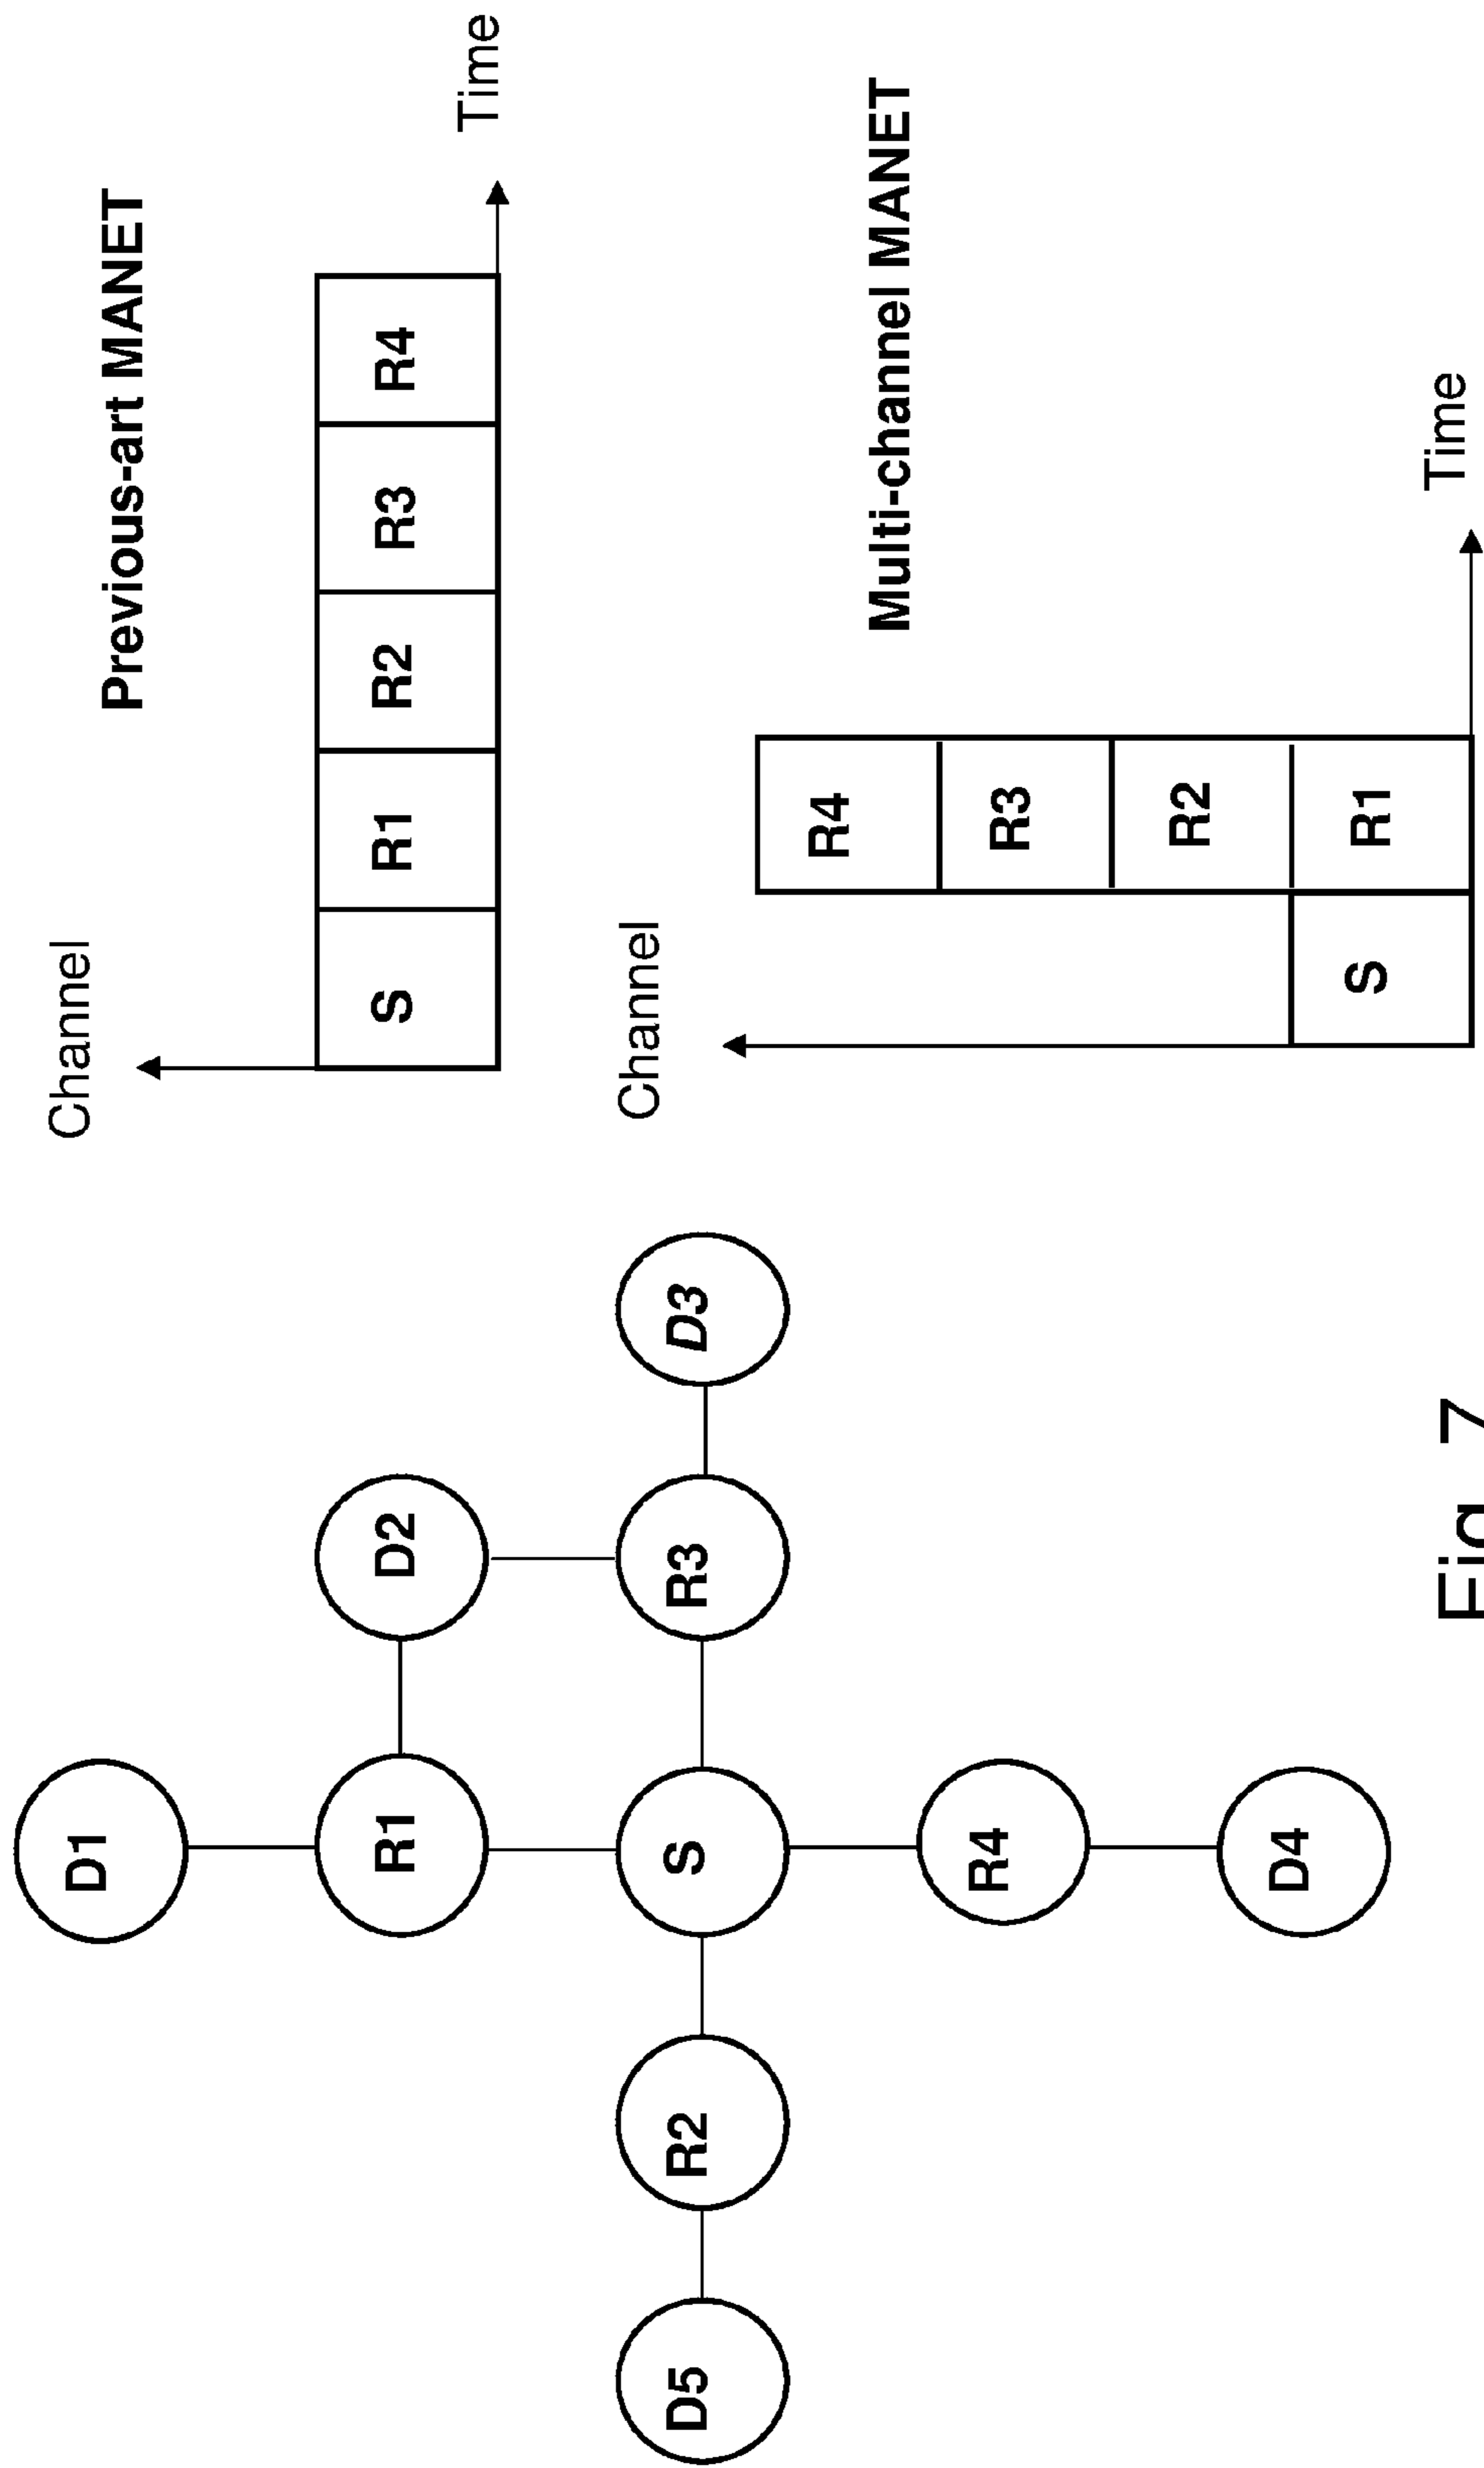 D1
R1
D2
D5
R2
S
R3
D3
R4
D4
Channel
Previous-art MANET
S
R1
R2
R3
R4
Time
Channel
Multi-channel MANET
R4
R3
R2
S
R1
Time
Fig 7